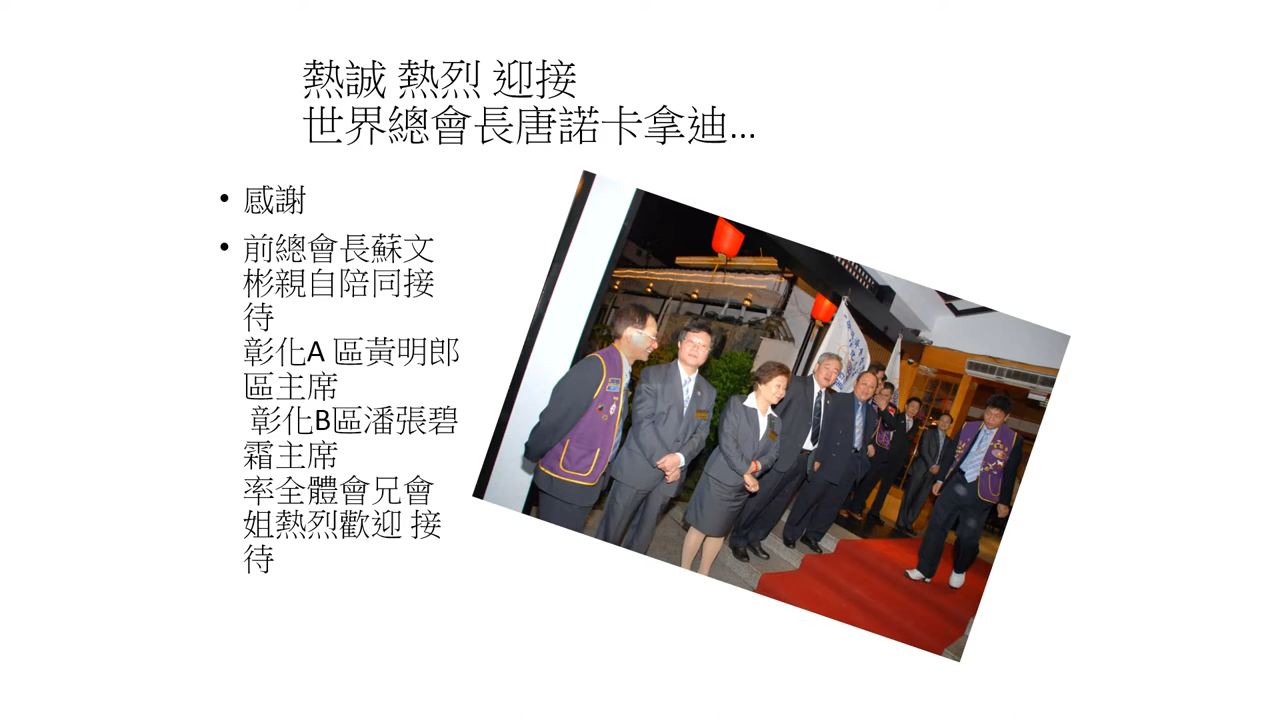 熱誠 熱烈 迎接
世界總會長唐諾卡拿迪...
• 感謝
• 前總會長蘇文
彬親自陪同接
待
彰化A 區黃明郎
區主席
彰化B區潘張碧
霜主席
率全體會兄會
姐熱烈歡迎 接
待